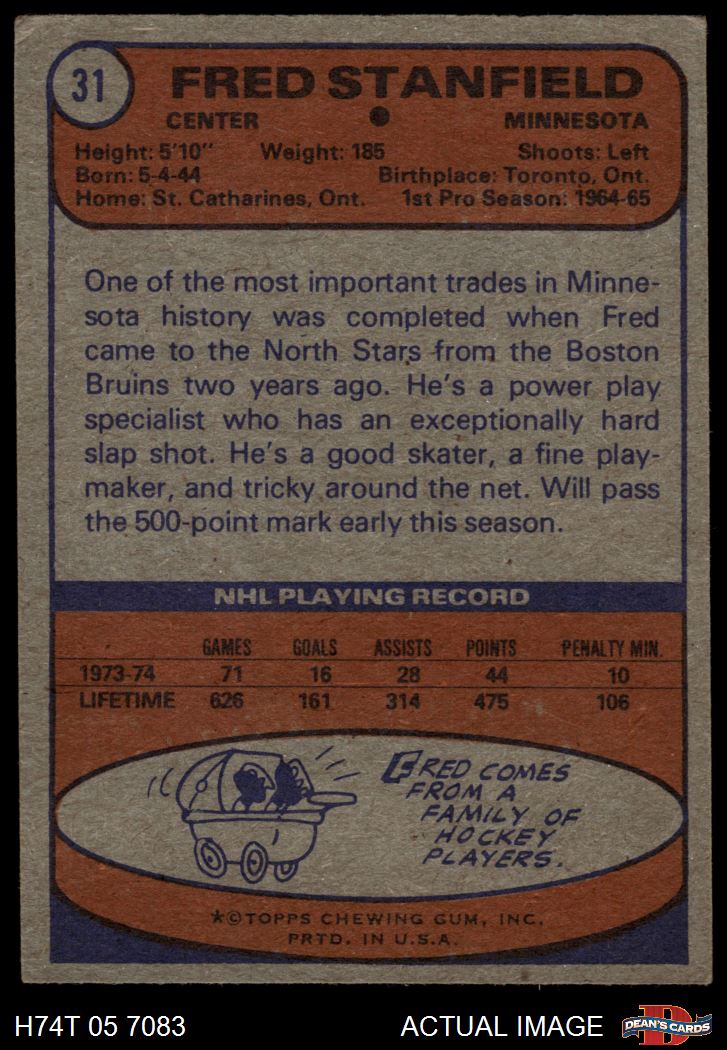 31
FRED STANFIELD
CENTER MINNESOTA
Height: 5'10" Weight: 185 Shoots: Left
Born: 5-4-44 Birthplace: Toronto, Ont.
Home: St. Catharines, Ont. 1st Pro Season: 1964-65
One of the most important trades in Minne-
sota history was completed when Fred
came to the North Stars from the Boston
Bruins two years ago. He's a power play
specialist who has an exceptionally hard
slap shot. He's a good skater, a fine play-
maker, and tricky around the net. Will pass
the 500-point mark early this season.
NHL PLAYING RECORD
GAMES GOALS ASSISTS POINTS PENALTY MIN.
1973-74 71 16 28 44 10
LIFETIME 626 161 314 475 106
FRED COMES
FROM A
FAMILY OF
HOCKEY
PLAYERS.
*©TOPPS CHEWING GUM, INC.
PRTD. IN U.S.A.
H74T 05 7083 ACTUAL IMAGE
D
DEAN'S CARDS